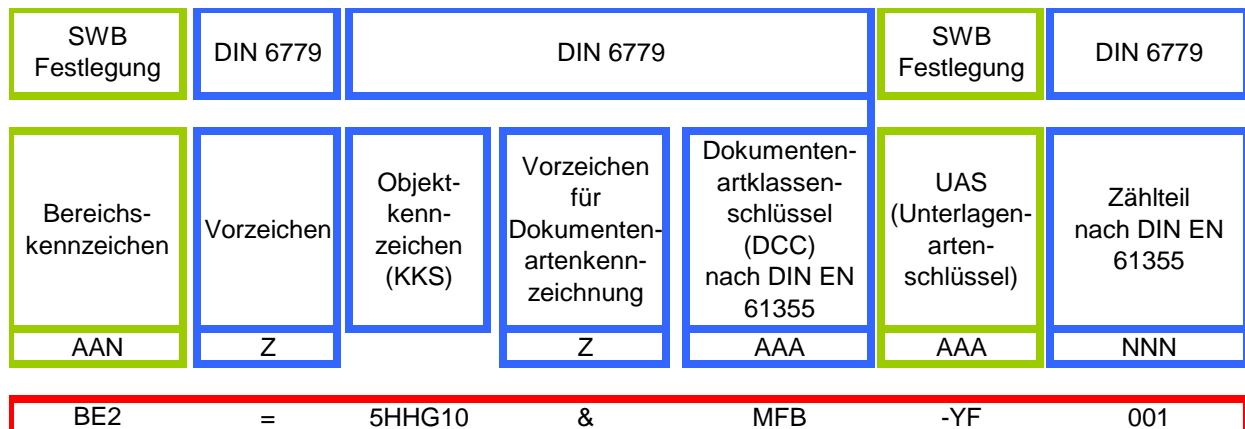 SWB
Festlegung
DIN 6779
DIN 6779
SWB
Festlegung
DIN 6779
Bereichs-
kennzeichen
Vorzeichen
Objekt-
kenn-
zeichen
(KKS)
Vorzeichen
für
Dokumenten-
artenkenn-
zeichnung
Dokumenten-
artklassen-
schlüssel
(DCC)
nach DIN EN
61355
UAS
(Unterlagen-
arten-
schlüssel)
Zählteil
nach DIN EN
61355
AAN Z Z AAA AAA NNN
BE2 = 5HHG10 & MFB -YF 001